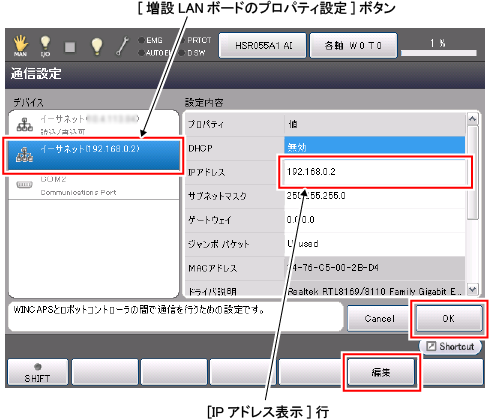 [ 増設 LAN ボードのプロパティ設定 ] ボタン
MAN
I/O
EMG
AUTO
PRTCT
DSW
HSR055A1 AI
各軸 W0T0
1 %
通信設定
デバイス
設定内容
イーサネット
読込/書込可
イーサネット(192.168.0.2)
COM2
Communications Port
プロパティ 値
DHCP 無効
IPアドレス 192.168.0.2
サブネットマスク 255.255.255.0
ゲートウェイ 0.0.0.0
ジャンボ パケット
MACアドレス 34-76-C5-00-2B-D4
ドライバ説明 Realtek RTL8169/8110 Family Gigabit E...
WINCAPSとロボットコントローラの間で通信を行うための設定です。
Cancel
OK
Shortcut
SHIFT
編集
[IP アドレス表示 ] 行